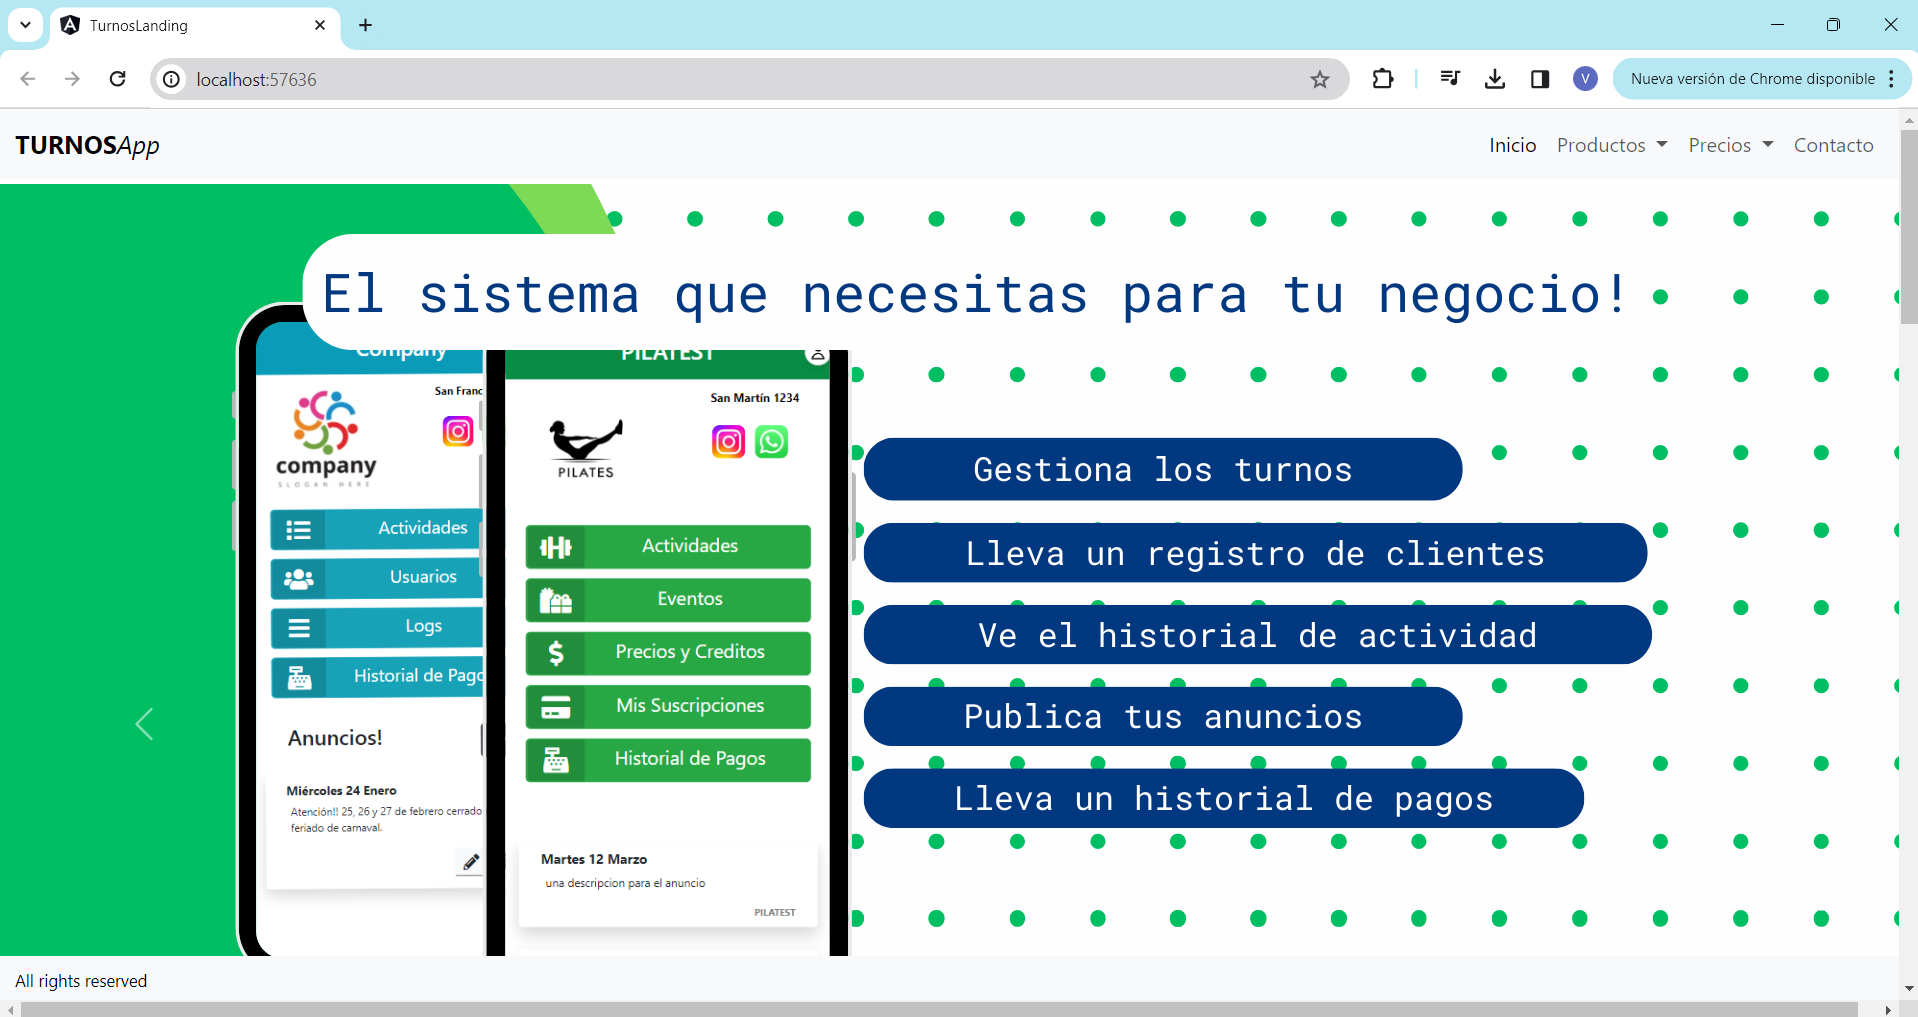 TurnosLanding
localhost:57636
V
Nueva versión de Chrome disponible
TURNOSApp
Inicio
Productos
Precios
Contacto
El sistema que necesitas para tu negocio!
Company
San Franc
company
SLOGAN HERE
Actividades
Usuarios
Logs
Historial de Pago
Anuncios!
Miércoles 24 Enero
Atención!! 25, 26 y 27 de febrero cerrado
feriado de carnaval.
PILATEST
San Martín 1234
PILATES
Actividades
Eventos
Precios y Creditos
Mis Suscripciones
Historial de Pagos
Martes 12 Marzo
una descripcion para el anuncio
PILATEST
Gestiona los turnos
Lleva un registro de clientes
Ve el historial de actividad
Publica tus anuncios
Lleva un historial de pagos
All rights reserved